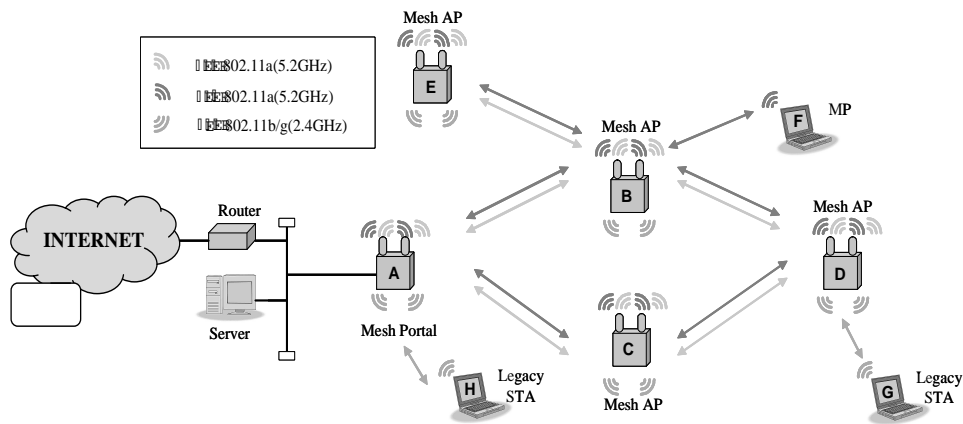 Mesh AP
802.11a(5.2GHz)
802.11a(5.2GHz)
802.11b/g(2.4GHz)
E
Mesh AP
F
MP
B
Router
INTERNET
Mesh AP
A
D
Server
Mesh Portal
C
H
Legacy
STA
Mesh AP
G
Legacy
STA